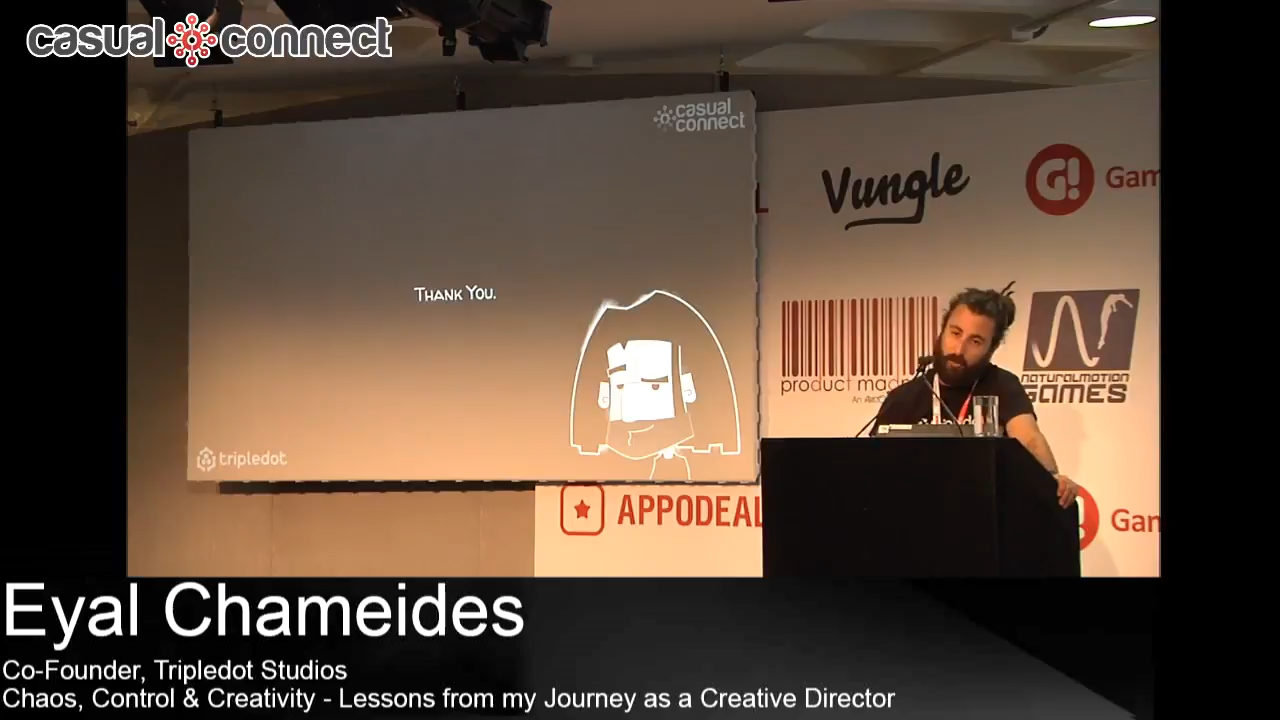 casual connect
casual
connect
Vungle
G!
Gam
THANK YOU.
product mad
NATURALMOTION
GAMES
tripledot
APPODEAL
Gam
Eyal Chameides
Co-Founder, Tripledot Studios
Chaos, Control & Creativity - Lessons from my Journey as a Creative Director